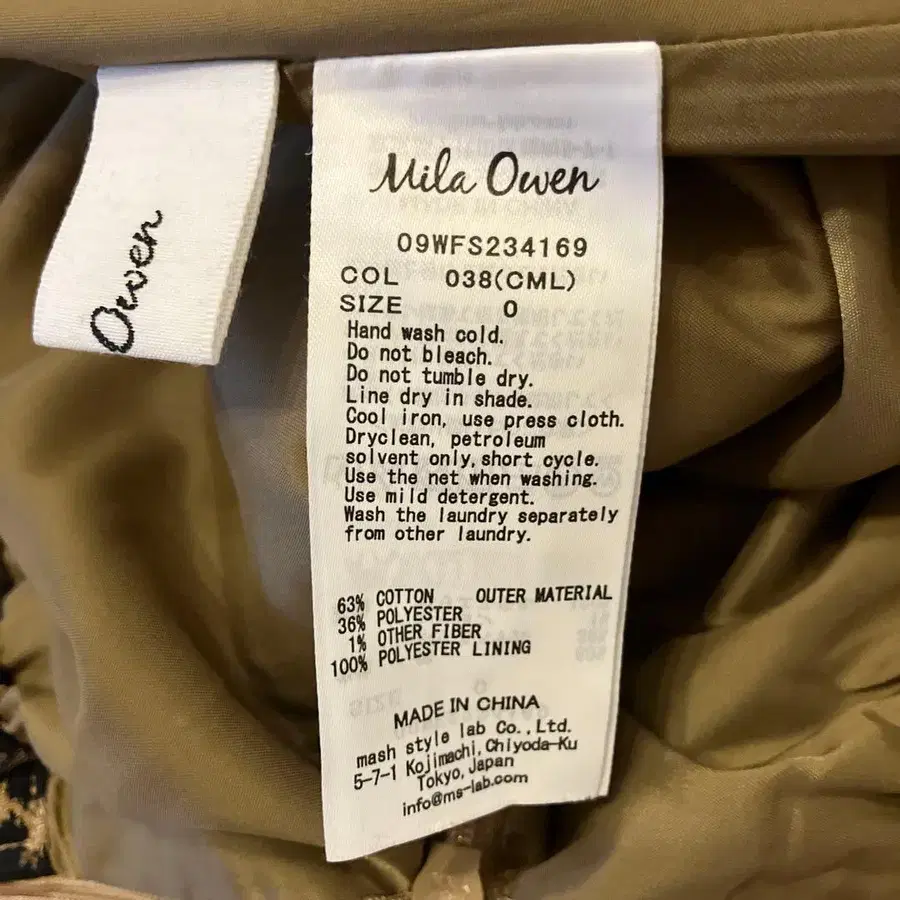 Owen
Mila Owen
09WFS234169
COL 038(CML)
SIZE 0
Hand wash cold.
Do not bleach.
Do not tumble dry.
Line dry in shade.
Cool iron, use press cloth.
Dryclean, petroleum
solvent only,short cycle.
Use the net when washing.
Use mild detergent.
Wash the laundry separately
from other laundry.
63% COTTON OUTER MATERIAL
36% POLYESTER
1% OTHER FIBER
100% POLYESTER LINING
MADE IN CHINA
mash style lab Co.,Ltd.
5-7-1 Kojimachi,Chiyoda-Ku
Tokyo,Japan
info@ms-lab.com